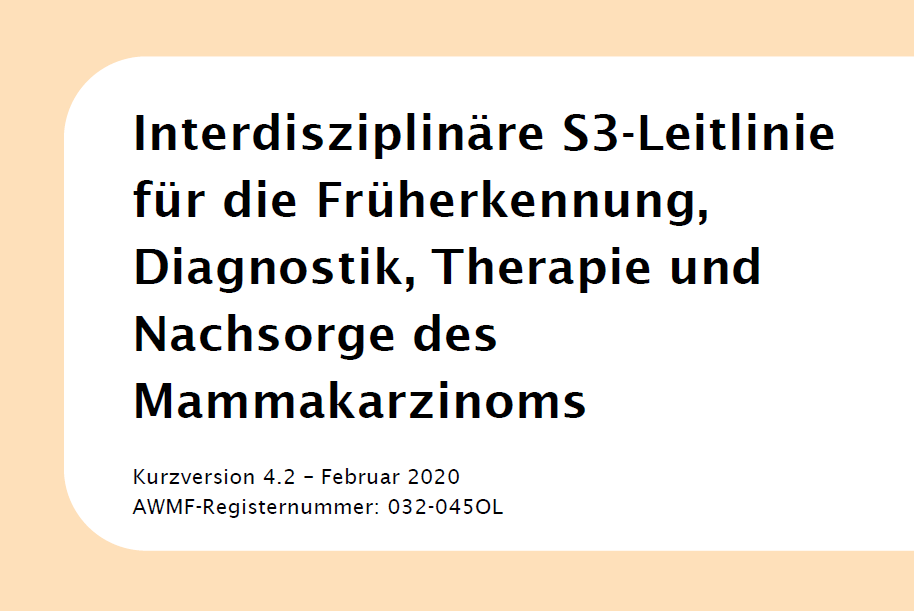 Interdisziplinäre S3-Leitlinie
für die Früherkennung,
Diagnostik, Therapie und
Nachsorge des
Mammakarzinoms
Kurzversion 4.2 – Februar 2020
AWMF-Registernummer: 032-045OL